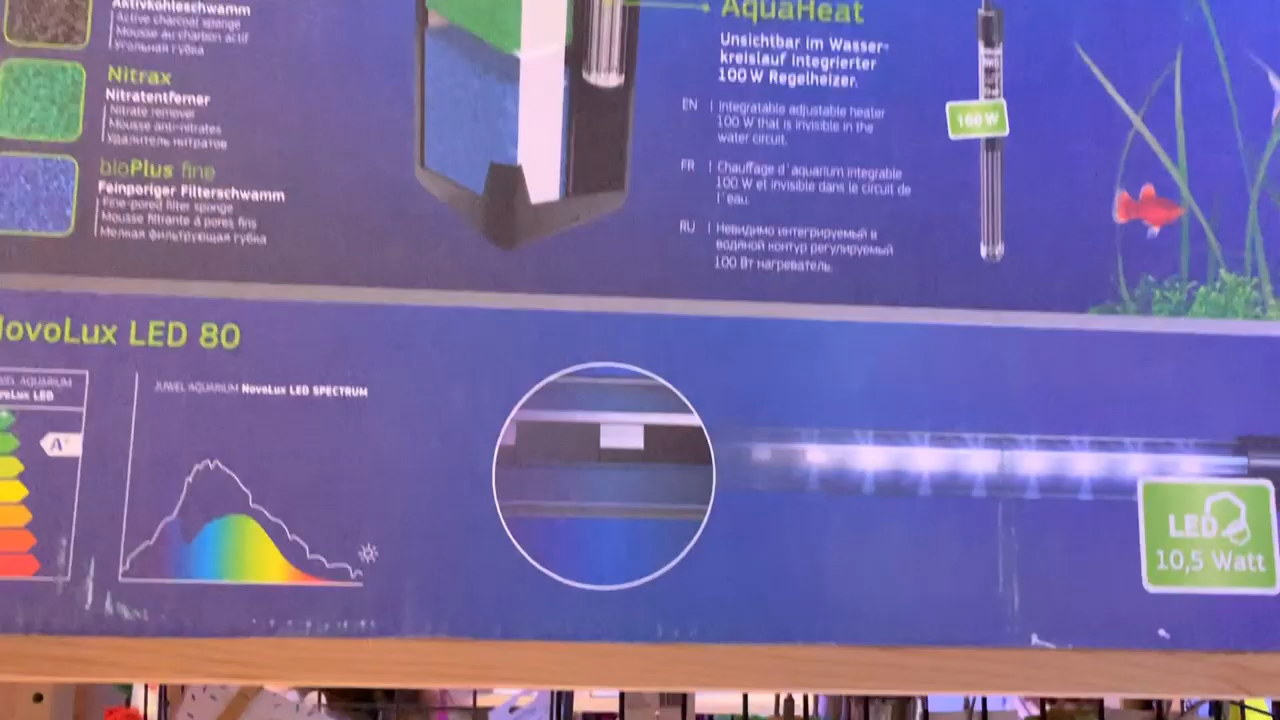 Aktivkohleschwamm
Active charcoal sponge
Mousse au charbon actif
Угольная губка
Nitrax
Nitratentferner
Nitrate remover
Mousse anti-nitrates
Удалитель нитратов
bioPlus fine
Feinporiger Filterschwamm
Fine-pored filter sponge
Mousse filtrante à pores fins
Мелкая фильтрующая губка
AquaHeat
Unsichtbar im Wasser-
kreislauf integrierter
100 W Regelheizer.
EN | Integratable adjustable heater
100 W that is invisible in the
water circuit.
FR | Chauffage d'aquarium intégrable
100 W et invisible dans le circuit de
l'eau.
RU | Невидимо интегрируемый в
водяной контур регулируемый
100 Вт нагреватель.
100 W
NovoLux LED 80
AQUARIUM
LED
A+
JUWEL AQUARIUM NovoLux LED SPECTRUM
LED
10,5 Watt